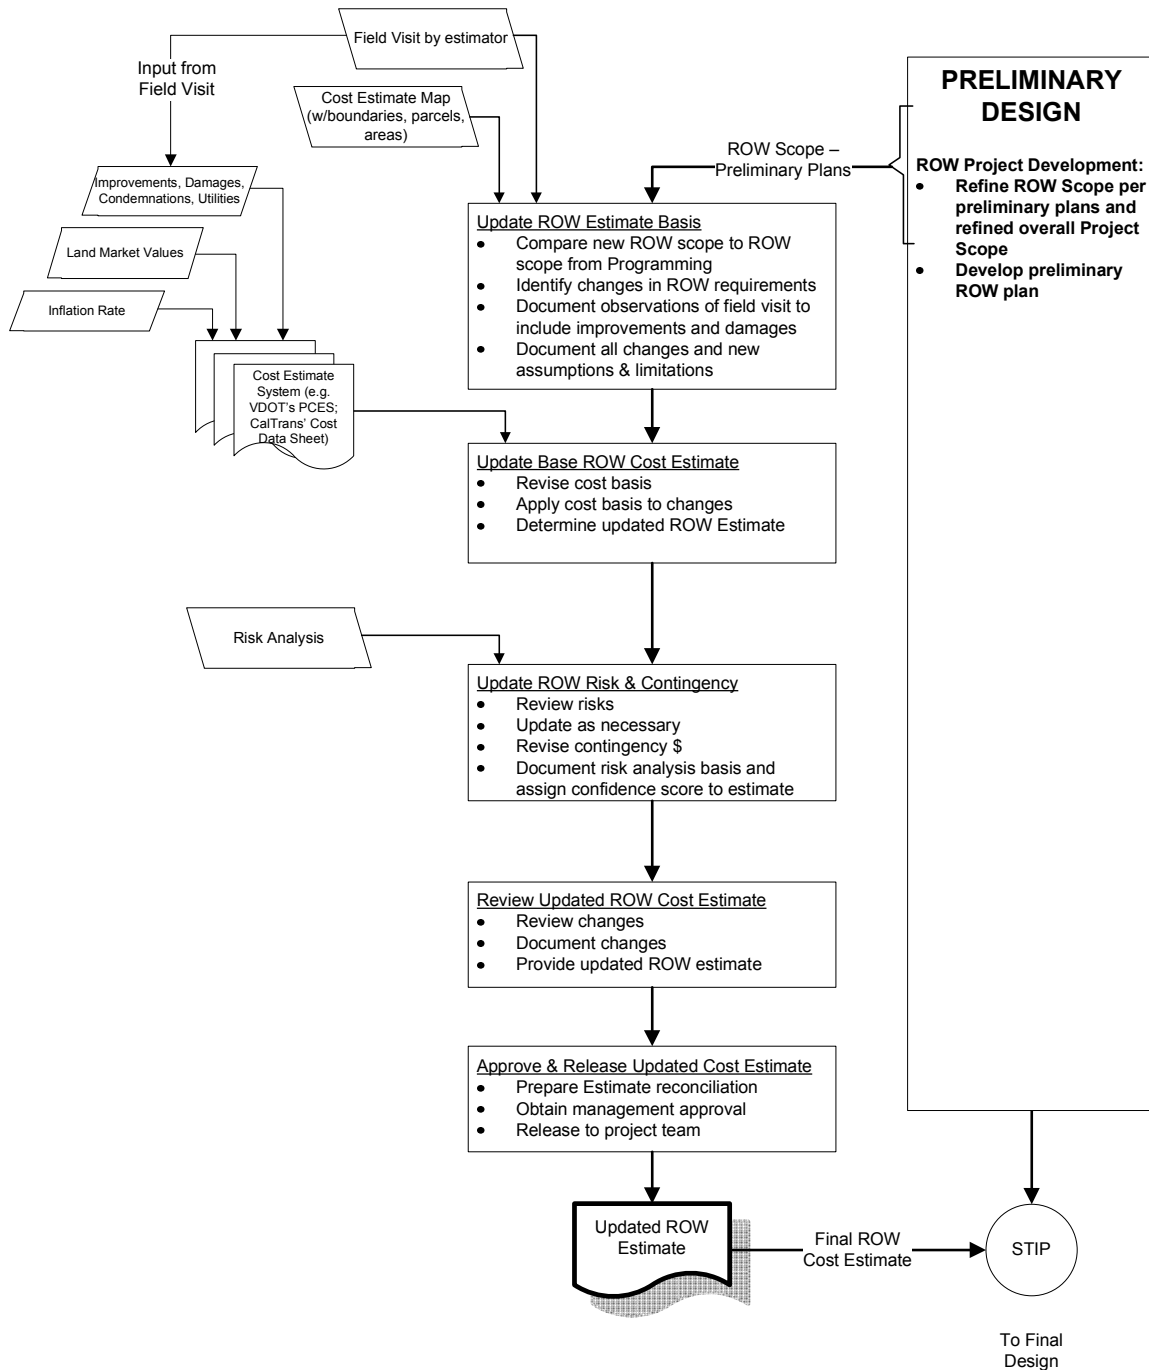 Field Visit by estimator
Input from
Field Visit
Cost Estimate Map
(w/boundaries, parcels,
areas)
ROW Scope –
Preliminary Plans
PRELIMINARY
DESIGN
ROW Project Development:
• Refine ROW Scope per
preliminary plans and
refined overall Project
Scope
• Develop preliminary
ROW plan
Improvements, Damages,
Condemnations, Utilities
Land Market Values
Inflation Rate
Cost Estimate
System (e.g.
VDOT's PCES;
CalTrans' Cost
Data Sheet)
Update ROW Estimate Basis
• Compare new ROW scope to ROW
scope from Programming
• Identify changes in ROW requirements
• Document observations of field visit to
include improvements and damages
• Document all changes and new
assumptions & limitations
Update Base ROW Cost Estimate
• Revise cost basis
• Apply cost basis to changes
• Determine updated ROW Estimate
Risk Analysis
Update ROW Risk & Contingency
• Review risks
• Update as necessary
• Revise contingency $
• Document risk analysis basis and
assign confidence score to estimate
Review Updated ROW Cost Estimate
• Review changes
• Document changes
• Provide updated ROW estimate
Approve & Release Updated Cost Estimate
• Prepare Estimate reconciliation
• Obtain management approval
• Release to project team
Updated ROW
Estimate
Final ROW
Cost Estimate
STIP
To Final
Design